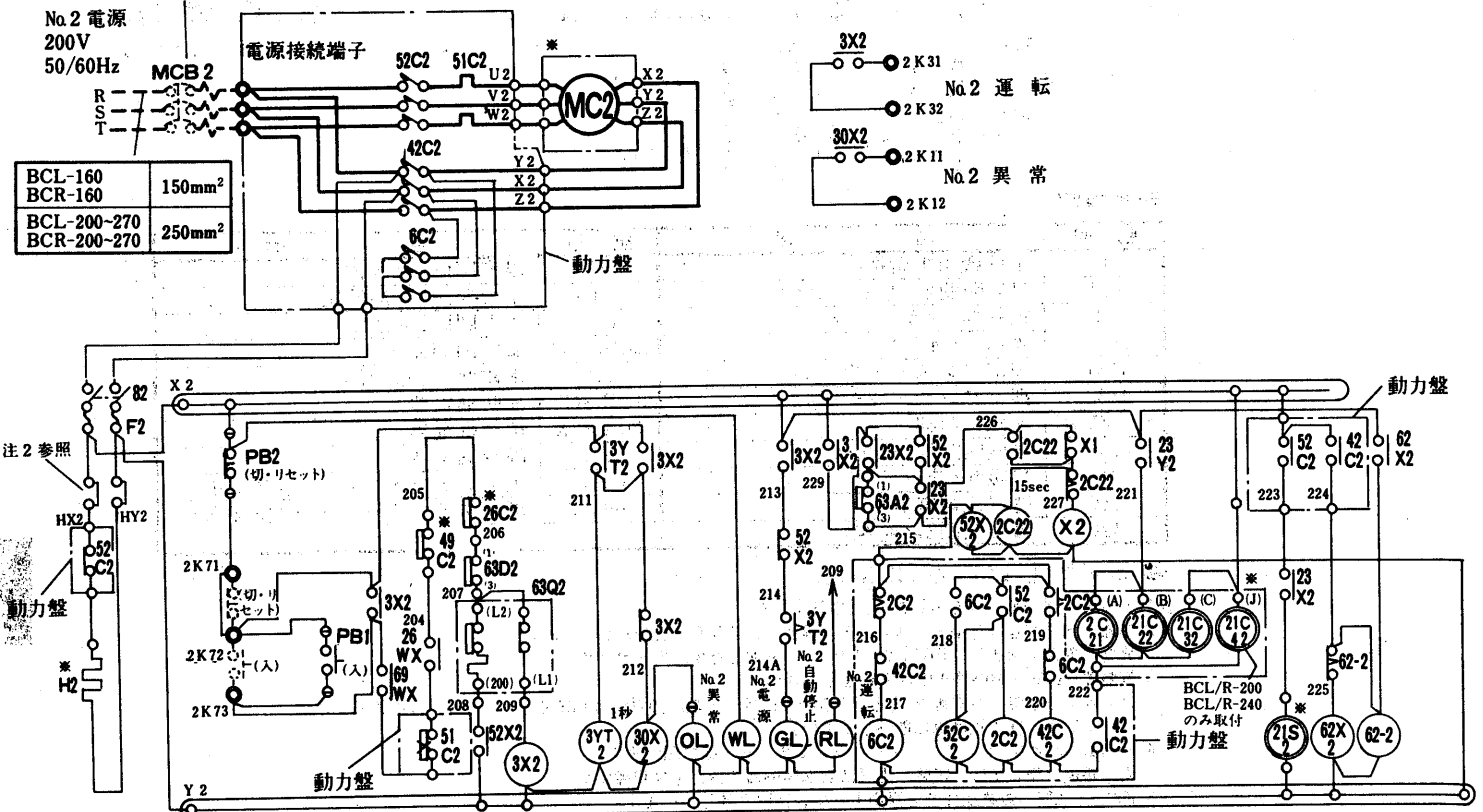 No.2 電源
200V
50/60Hz
電源接続端子
MCB 2
R
S
T
52C2
51C2
U2
V2
W2
※
MC2
X2
Y2
Z2
42C2
Y2
X2
Z2
6C2
動力盤
BCL-160
BCR-160
150mm²
BCL-200~270
BCR-200~270
250mm²
3X2
2K31
2K32
No.2 運転
30X2
2K11
2K12
No.2 異常
82
F2
注2参照
HX2
HY2
52
C2
動力盤
※
H2
X2
PB2
(切・リセット)
2K71
切・リ
セット)
2K72
(入)
PB1
(入)
2K73
3X2
69
WX
205
※
49
C2
204
26
WX
51
C2
動力盤
※
26C2
206
(1)
63D2
(3)
207
63Q2
(L2)
(200)
(L1)
208
209
52X2
3X2
3Y
T2
3X2
211
3X2
212
1秒
3YT
2
30X
2
No.2
異
常
OL
WL
No.2
電
源
GL
No.2
自
動
停
止
RL
3X2
213
52
X2
214
3Y
T2
214A
3
X2
229
209
23X2
52
X2
(1)
63A2
(3)
23
X2
215
226
2C22
X1
15sec
2C22
227
52X
2
2C22
X2
2C2
216
42C2
No.2
運
転
217
6C2
6C2
218
52
C2
2C2
219
6C2
220
52C
2
2C2
42C
2
23
Y2
221
(A)
(B)
(C)
(J)
※
2C
21
21C
22
21C
32
21C
42
222
42
C2
動力盤
BCL/R-200
BCL/R-240
のみ取付
動力盤
52
C2
42
C2
62
X2
223
224
23
X2
※
21S
2
62-2
225
62X
2
62-2
Y2